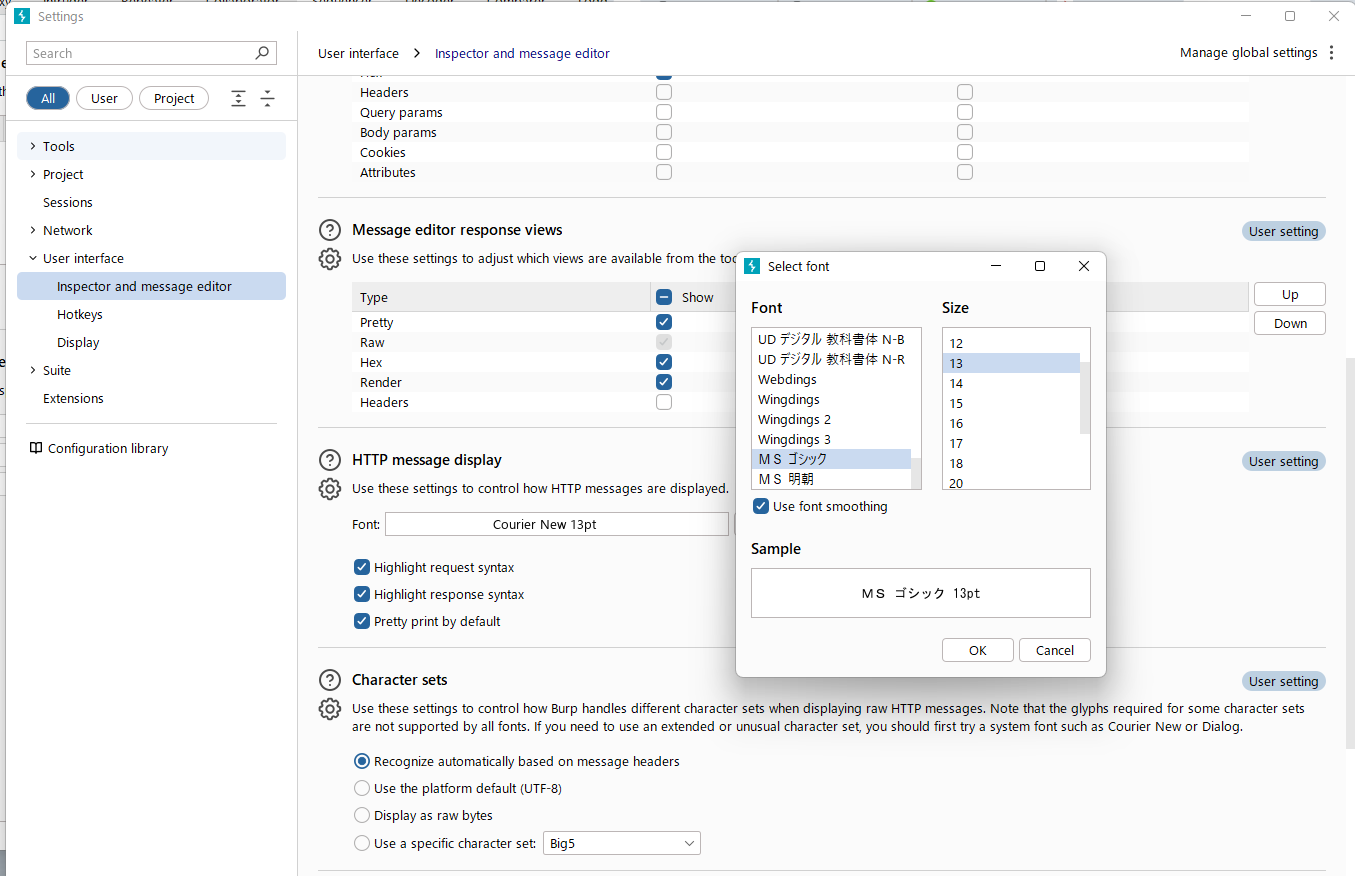 Settings
Search
All
User
Project
Tools
Project
Sessions
Network
User interface
Inspector and message editor
Hotkeys
Display
Suite
Extensions
Configuration library
User interface > Inspector and message editor
Manage global settings
Headers
Query params
Body params
Cookies
Attributes
Message editor response views
User setting
Use these settings to adjust which views are available from the
Type
Show
Up
Down
Pretty
Raw
Hex
Render
Headers
HTTP message display
User setting
Use these settings to control how HTTP messages are displayed.
Font:
Courier New 13pt
Highlight request syntax
Highlight response syntax
Pretty print by default
Character sets
User setting
Use these settings to control how Burp handles different character sets when displaying raw HTTP messages. Note that the glyphs required for some character sets
are not supported by all fonts. If you need to use an extended or unusual character set, you should first try a system font such as Courier New or Dialog.
Recognize automatically based on message headers
Use the platform default (UTF-8)
Display as raw bytes
Use a specific character set:
Big5
Select font
Font
Size
UD デジタル 教科書体 N-B
UD デジタル 教科書体 N-R
Webdings
Wingdings
Wingdings 2
Wingdings 3
ＭＳ ゴシック
ＭＳ 明朝
12
13
14
15
16
17
18
20
Use font smoothing
Sample
ＭＳ ゴシック 13pt
OK
Cancel